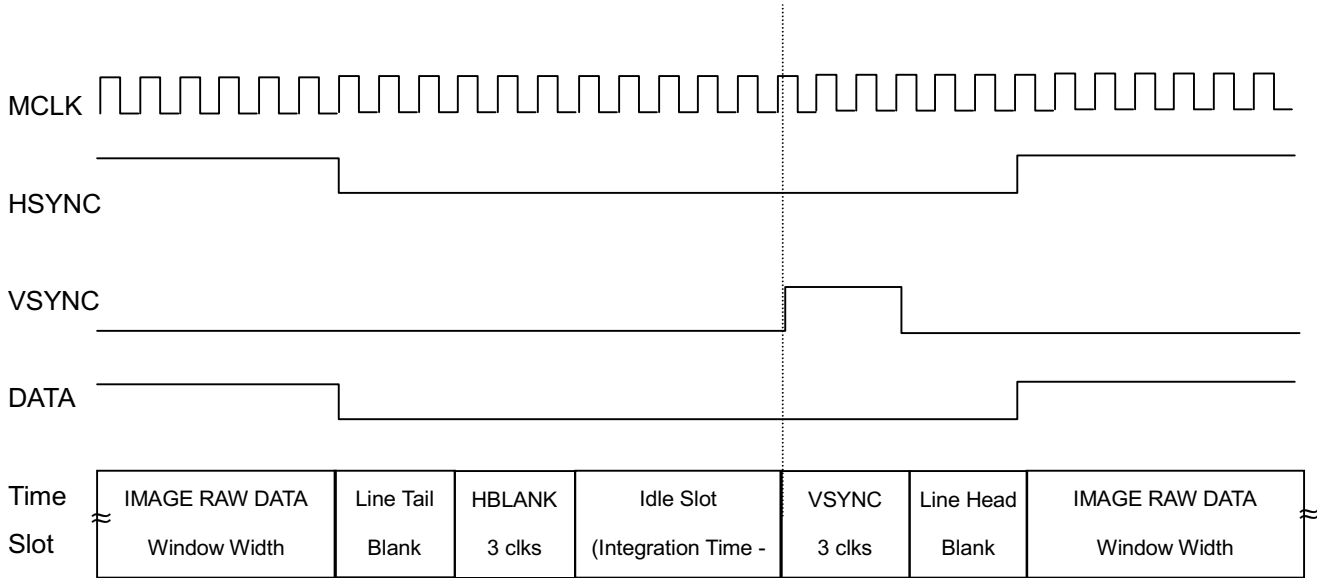 MCLK
HSYNC
VSYNC
DATA
Time Slot
IMAGE RAW DATA
Window Width
Line Tail
Blank
HBLANK
3 clks
Idle Slot
(Integration Time -
VSYNC
3 clks
Line Head
Blank
IMAGE RAW DATA
Window Width